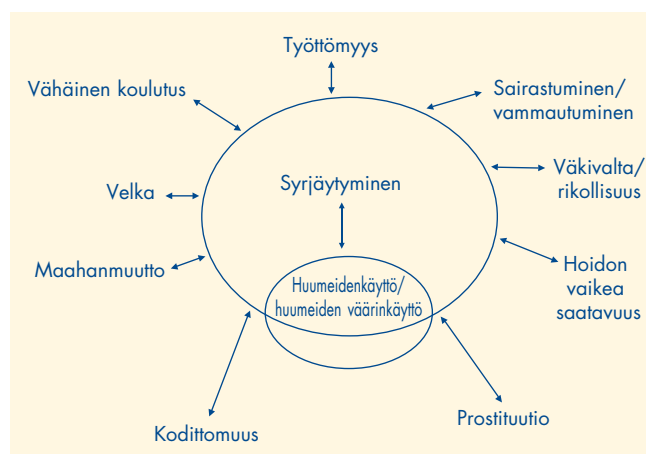 Työttömyys
Vähäinen koulutus
Sairastuminen/
vammautuminen
Väkivalta/
rikollisuus
Velka
Syrjäytyminen
Maahanmuutto
Hoidon
vaikea
saatavuus
Huumeidenkäyttö/
huumeiden väärinkäyttö
Prostituutio
Kodittomuus